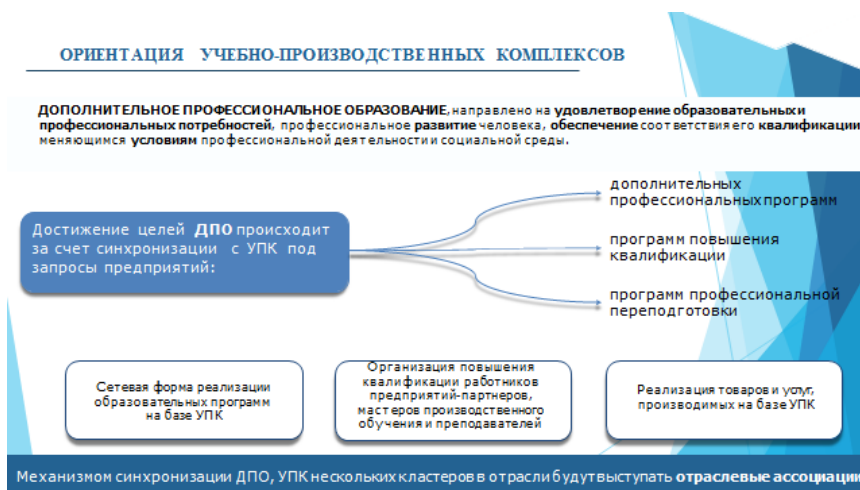 ОРИЕНТАЦИЯ УЧЕБНО-ПРОИЗВОДСТВЕННЫХ КОМПЛЕКСОВ
ДОПОЛНИТЕЛЬНОЕ ПРОФЕССИОНАЛЬНОЕ ОБРАЗОВАНИЕ, направлено на удовлетворение образовательных и
профессиональных потребностей, профессиональное развитие человека, обеспечение соответствия его квалификации
меняющимся условиям профессиональной деятельности и социальной среды.
Достижение целей ДПО происходит
за счет синхронизации с УПК под
запросы предприятий:
дополнительных
профессиональных программ
программ повышения
квалификации
программ профессиональной
переподготовки
Сетевая форма реализации
образовательных программ
на базе УПК
Организация повышения
квалификации работников
предприятий-партнеров,
мастеров производственного
обучения и преподавателей
Реализация товаров и услуг,
производимых на базе УПК
Механизмом синхронизации ДПО, УПК нескольких кластеров в отрасли будут выступать отраслевые ассоциации